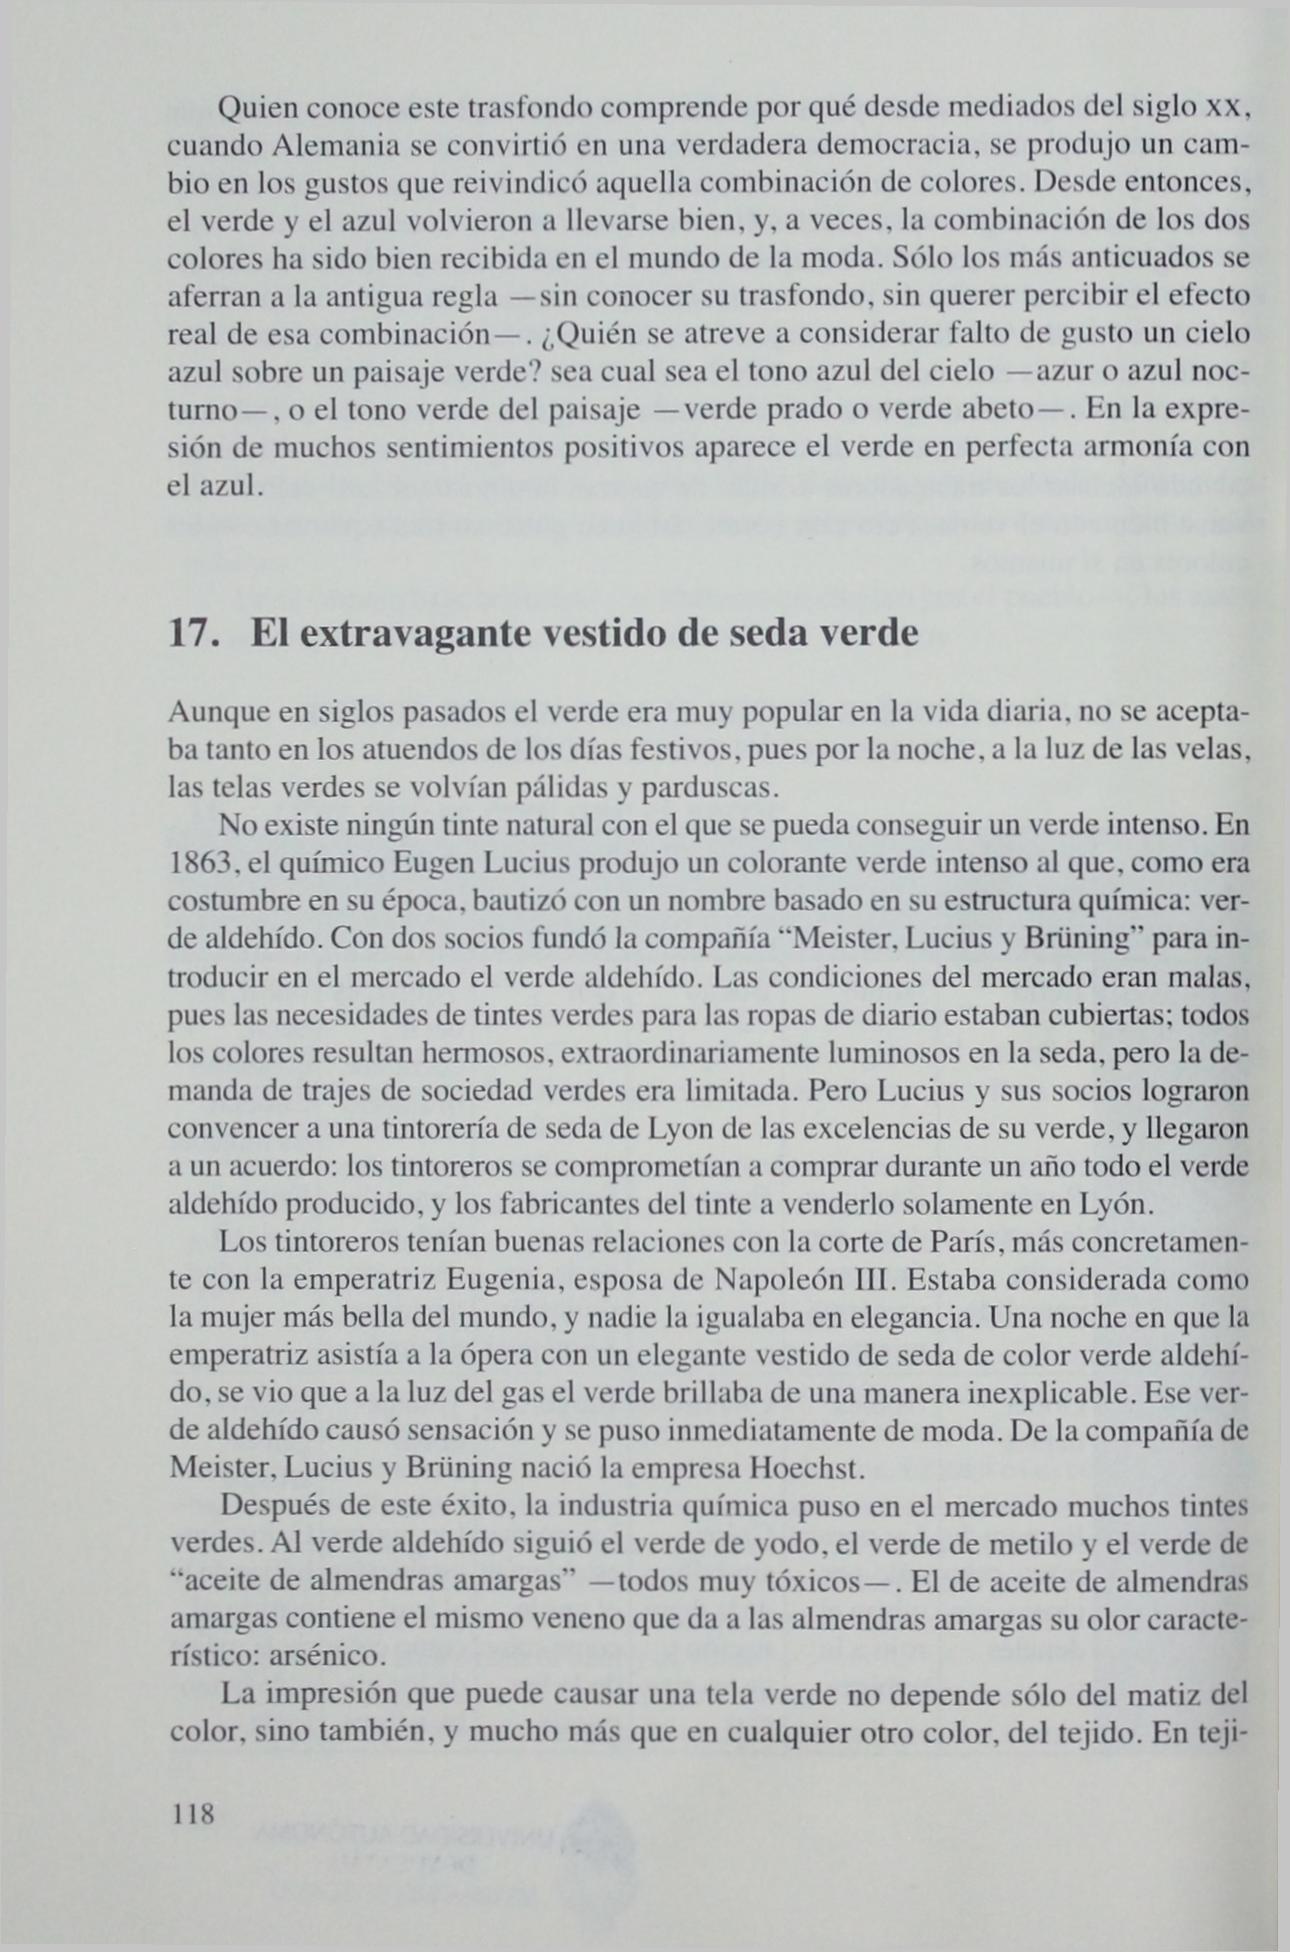 Quien conoce este trasfondo comprende por qué desde mediados del siglo XX,
cuando Alemania se convirtió en una verdadera democracia, se produjo un cam-
bio en los gustos que reivindicó aquella combinación de colores. Desde entonces,
el verde y el azul volvieron a llevarse bien, y, a veces, la combinación de los dos
colores ha sido bien recibida en el mundo de la moda. Sólo los más anticuados se
aferran a la antigua regla —sin conocer su trasfondo, sin querer percibir el efecto
real de esa combinación—. ¿Quién se atreve a considerar falto de gusto un cielo
azul sobre un paisaje verde? sea cual sea el tono azul del cielo —azur o azul noc-
turno—, o el tono verde del paisaje —verde prado o verde abeto—. En la expre-
sión de muchos sentimientos positivos aparece el verde en perfecta armonía con
el azul.
17. El extravagante vestido de seda verde
Aunque en siglos pasados el verde era muy popular en la vida diaria, no se acepta-
ba tanto en los atuendos de los días festivos, pues por la noche, a la luz de las velas,
las telas verdes se volvían pálidas y parduscas.
No existe ningún tinte natural con el que se pueda conseguir un verde intenso. En
1863, el químico Eugen Lucius produjo un colorante verde intenso al que, como era
costumbre en su época, bautizó con un nombre basado en su estructura química: ver-
de aldehído. Con dos socios fundó la compañía “Meister, Lucius y Brüning” para in-
troducir en el mercado el verde aldehído. Las condiciones del mercado eran malas,
pues las necesidades de tintes verdes para las ropas de diario estaban cubiertas; todos
los colores resultan hermosos, extraordinariamente luminosos en la seda, pero la de-
manda de trajes de sociedad verdes era limitada. Pero Lucius y sus socios lograron
convencer a una tintorería de seda de Lyon de las excelencias de su verde, y llegaron
a un acuerdo: los tintoreros se comprometían a comprar durante un año todo el verde
aldehído producido, y los fabricantes del tinte a venderlo solamente en Lyón.
Los tintoreros tenían buenas relaciones con la corte de París, más concretamen-
te con la emperatriz Eugenia, esposa de Napoleón III. Estaba considerada como
la mujer más bella del mundo, y nadie la igualaba en elegancia. Una noche en que la
emperatriz asistía a la ópera con un elegante vestido de seda de color verde aldehí-
do, se vio que a la luz del gas el verde brillaba de una manera inexplicable. Ese ver-
de aldehído causó sensación y se puso inmediatamente de moda. De la compañía de
Meister, Lucius y Brüning nació la empresa Hoechst.
Después de este éxito, la industria química puso en el mercado muchos tintes
verdes. Al verde aldehído siguió el verde de yodo, el verde de metilo y el verde de
“aceite de almendras amargas” —todos muy tóxicos—. El de aceite de almendras
amargas contiene el mismo veneno que da a las almendras amargas su olor caracte-
rístico: arsénico.
La impresión que puede causar una tela verde no depende sólo del matiz del
color, sino también, y mucho más que en cualquier otro color, del tejido. En teji-
118